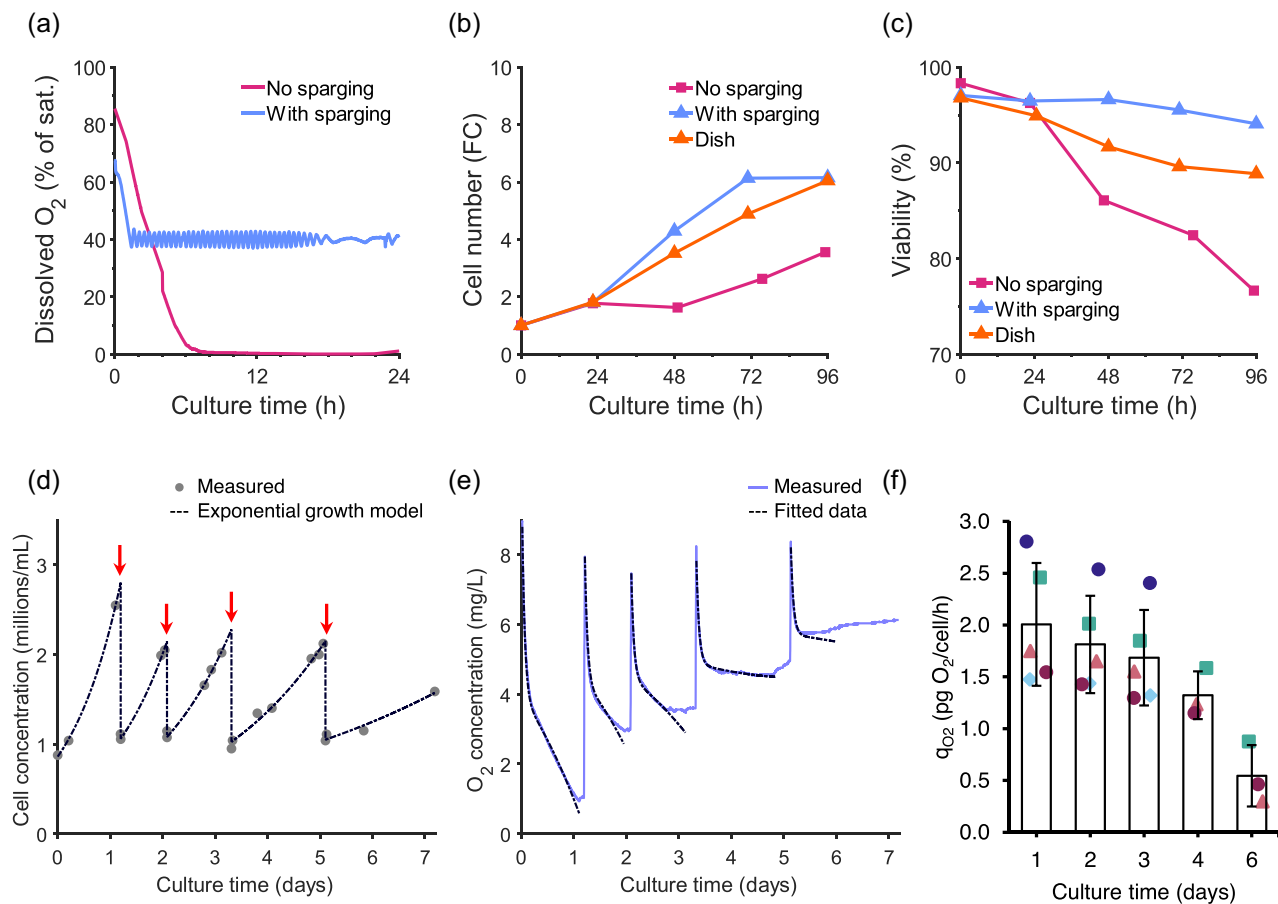 (a)
Dissolved O2 (% of sat.)
100
80
60
40
20
0
No sparging
With sparging
0
12
24
Culture time (h)
(b)
Cell number (FC)
10
8
6
4
2
0
No sparging
With sparging
Dish
0
24
48
72
96
Culture time (h)
(c)
Viability (%)
100
90
80
70
No sparging
With sparging
Dish
0
24
48
72
96
Culture time (h)
(d)
Measured
Exponential growth model
Cell concentration (millions/mL)
3
2
1
0
0
1
2
3
4
5
6
7
Culture time (days)
(e)
Measured
Fitted data
O2 concentration (mg/L)
8
6
4
2
0
0
1
2
3
4
5
6
7
Culture time (days)
(f)
qO2 (pg O2/cell/h)
3.0
2.5
2.0
1.5
1.0
0.5
0.0
1
2
3
4
6
Culture time (days)